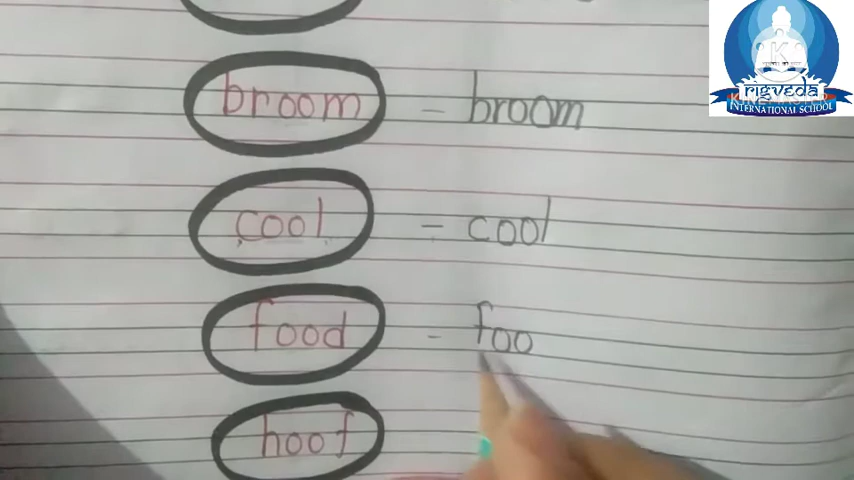 broom - broom
cool - cool
food - foo
hoof
rigveda
INTERNATIONAL SCHOOL